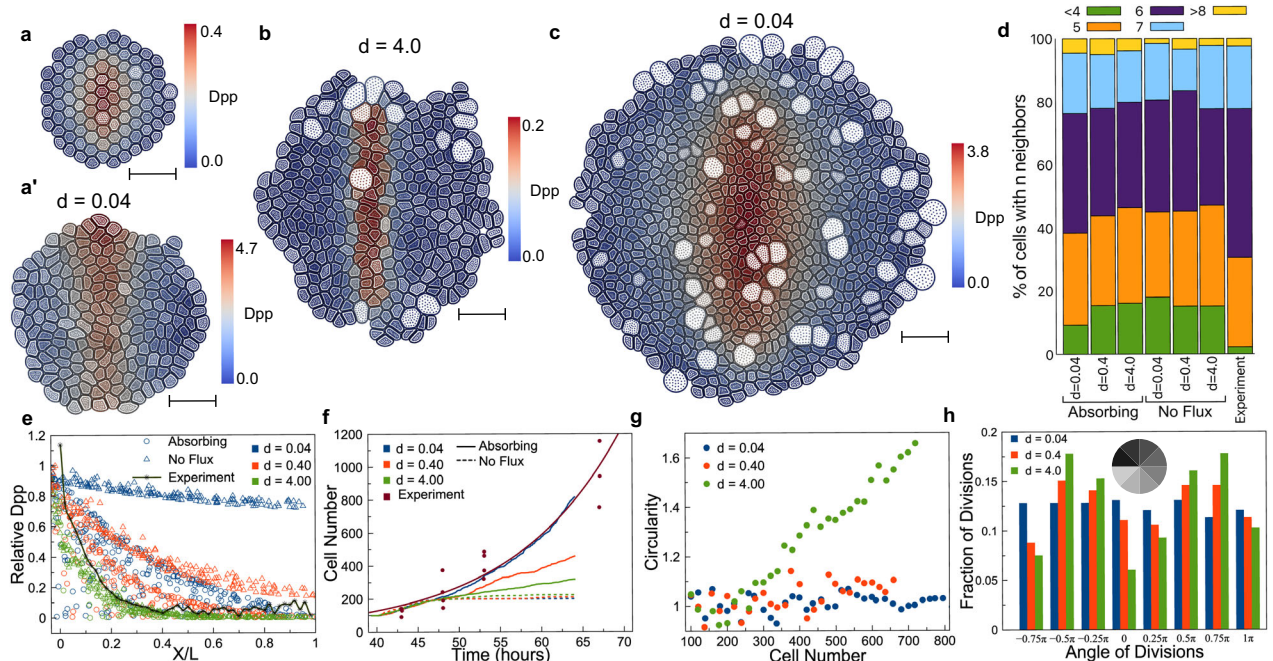 a
0.4
Dpp
0.0
a'
d = 0.04
4.7
Dpp
0.0
b
d = 4.0
0.2
Dpp
0.0
c
d = 0.04
3.8
Dpp
0.0
d
<4 6 >8
5 7
% of cells with n neighbors
100
80
60
40
20
0
d=0.04
d=0.4
d=4.0
d=0.04
d=0.4
d=4.0
Experiment
Absorbing No Flux
e
Relative Dpp
1.2
1
0.8
0.6
0.4
0.2
0
Absorbing
No Flux
Experiment
d = 0.04
d = 0.40
d = 4.00
0 0.2 0.4 0.6 0.8 1
X/L
f
Cell Number
1200
1000
800
600
400
200
0
d = 0.04
d = 0.40
d = 4.00
Experiment
Absorbing
No Flux
40 45 50 55 60 65 70
Time (hours)
g
Circularity
1.6
1.4
1.2
1
d = 0.04
d = 0.40
d = 4.00
100 200 300 400 500 600 700 800
Cell Number
h
Fraction of Divisions
0.2
0.15
0.1
0.05
0
d = 0.04
d = 0.4
d = 4.0
−0.75π −0.5π −0.25π 0 0.25π 0.5π 0.75π 1π
Angle of Divisions